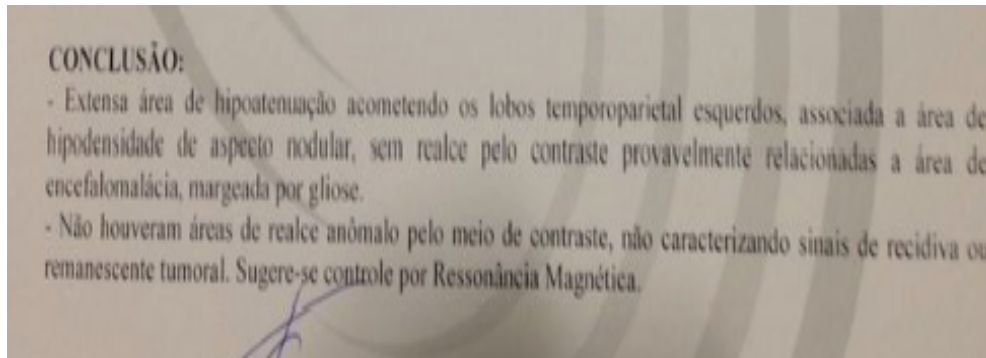 CONCLUSÃO:
- Extensa área de hipoatenuação acometendo os lobos temporoparietal esquerdos, associada a área de
hipodensidade de aspecto nodular, sem realce pelo contraste provavelmente relacionadas a área de
encefalomalácia, margeada por gliose.
- Não houveram áreas de realce anômalo pelo meio de contraste, não caracterizando sinais de recidiva ou
remanescente tumoral. Sugere-se controle por Ressonância Magnética.